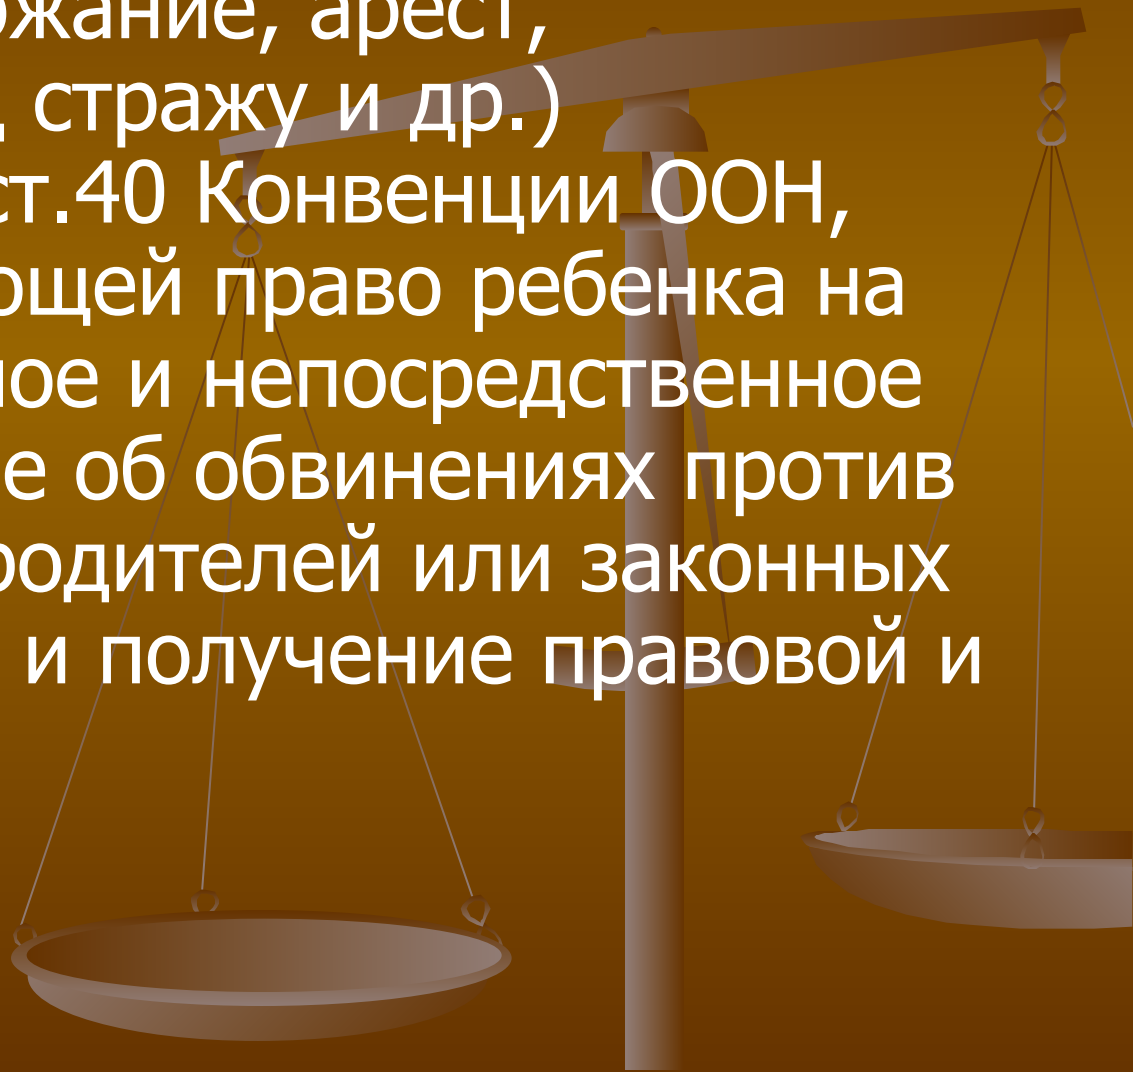 ржание, арест,
стражу и др.)
ст.40 Конвенции ООН,
ющей право ребенка на
ное и непосредственное
е об обвинениях против
родителей или законных
и получение правовой и